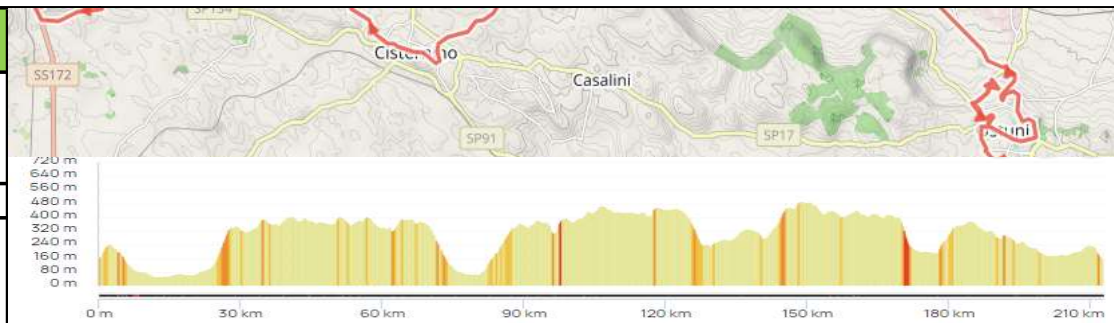 SP134
SS172
Cisternino
Casalini
SP91
SP17
Ostuni
720 m
640 m
560 m
480 m
400 m
320 m
240 m
160 m
80 m
0 m
0 m 30 km 60 km 90 km 120 km 150 km 180 km 210 km